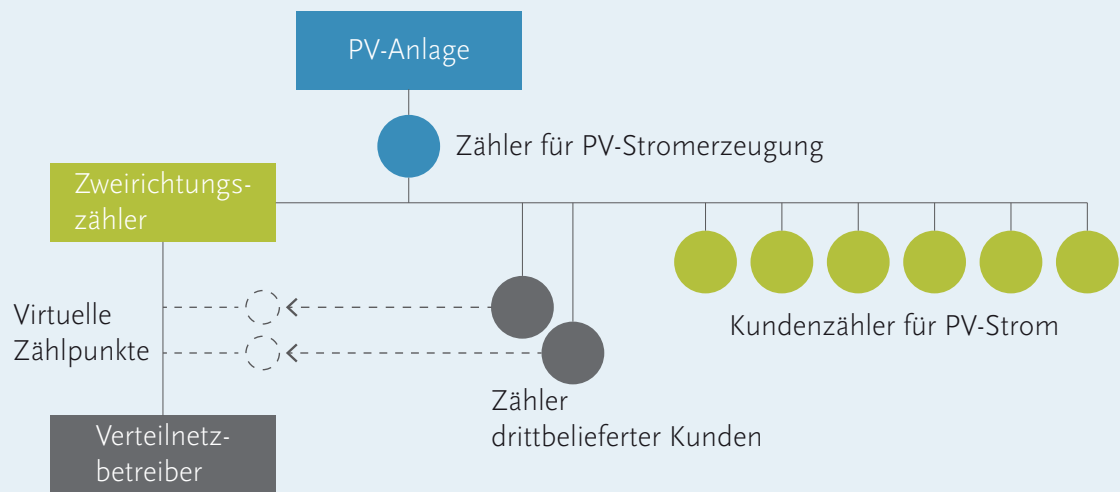 PV-Anlage
Zähler für PV-Stromerzeugung
Zweirichtungs-
zähler
Virtuelle
Zählpunkte
Kundenzähler für PV-Strom
Zähler
drittbelieferter Kunden
Verteilnetz-
betreiber